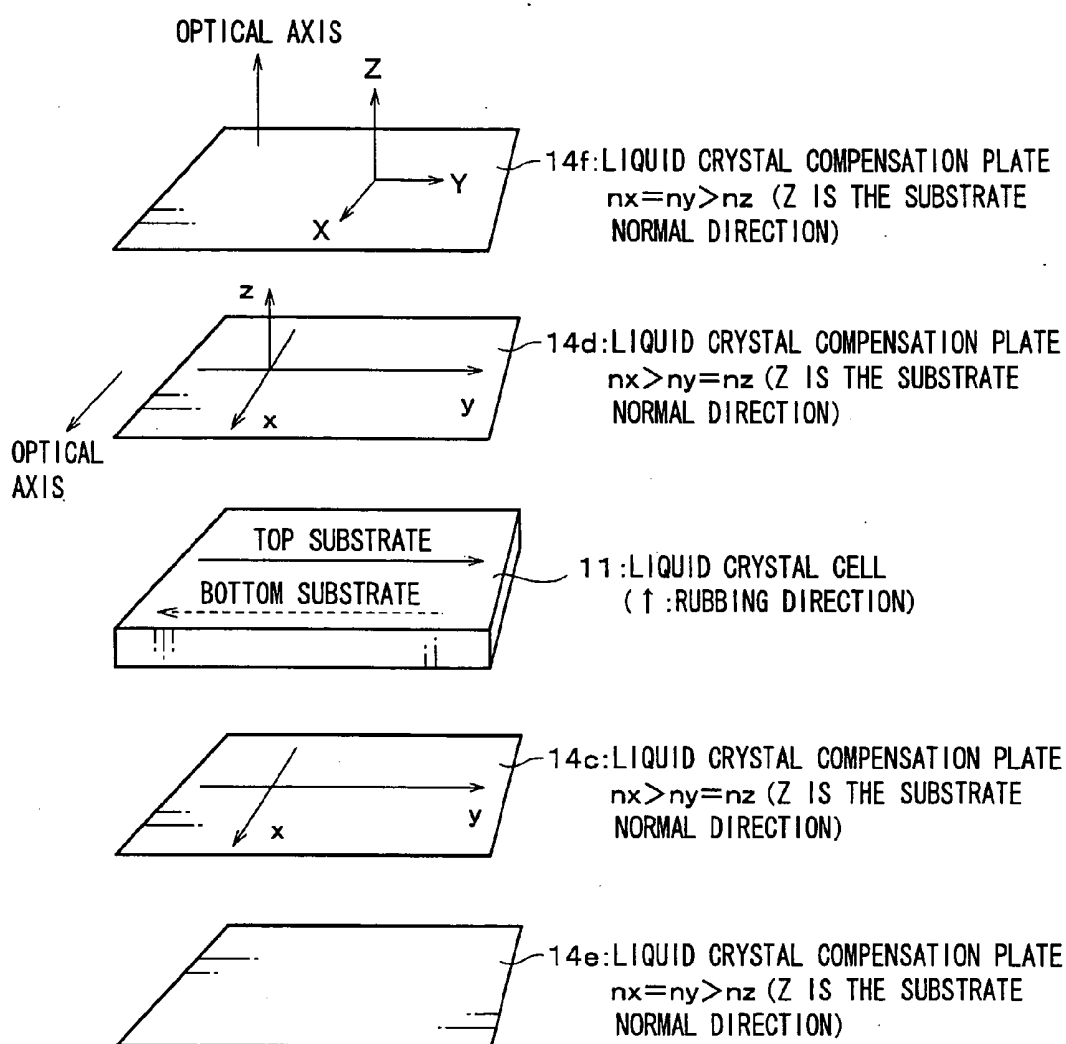 OPTICAL AXIS
Z
Y
X
14f:LIQUID CRYSTAL COMPENSATION PLATE
nx=ny>nz (Z IS THE SUBSTRATE
NORMAL DIRECTION)
z
y
x
14d:LIQUID CRYSTAL COMPENSATION PLATE
nx>ny=nz (Z IS THE SUBSTRATE
NORMAL DIRECTION)
OPTICAL
AXIS
TOP SUBSTRATE
BOTTOM SUBSTRATE
11:LIQUID CRYSTAL CELL
(↑:RUBBING DIRECTION)
x
y
14c:LIQUID CRYSTAL COMPENSATION PLATE
nx>ny=nz (Z IS THE SUBSTRATE
NORMAL DIRECTION)
14e:LIQUID CRYSTAL COMPENSATION PLATE
nx=ny>nz (Z IS THE SUBSTRATE
NORMAL DIRECTION)